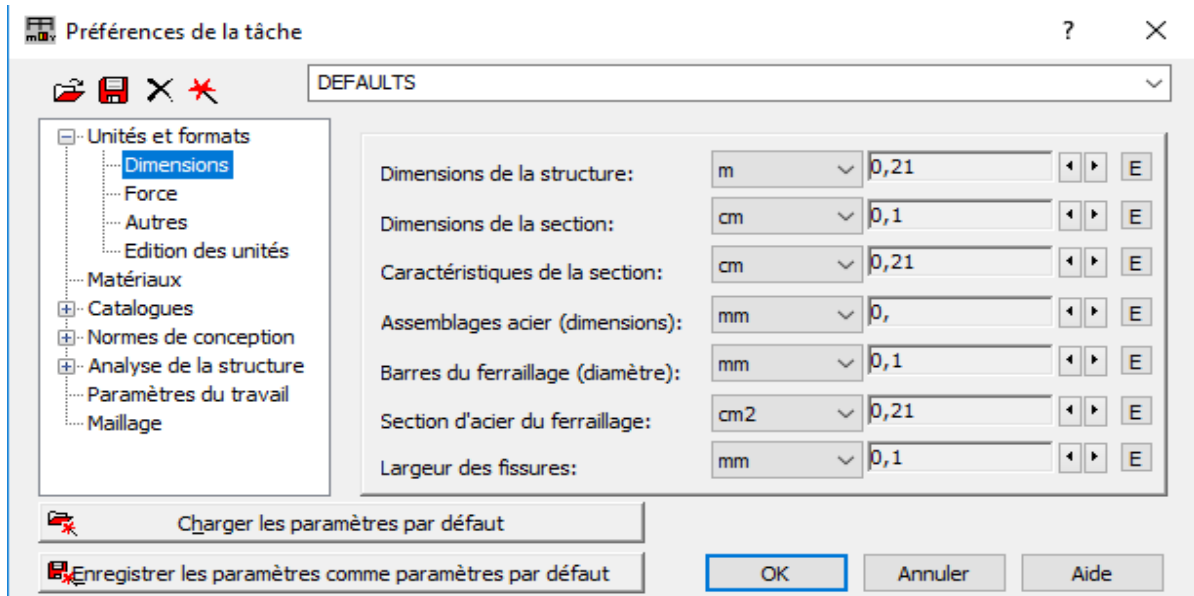 Préférences de la tâche ? ×
DEFAULTS
Unités et formats
Dimensions
Force
Autres
Edition des unités
Matériaux
Catalogues
Normes de conception
Analyse de la structure
Paramètres du travail
Maillage
Dimensions de la structure: m 0,21 E
Dimensions de la section: cm 0,1 E
Caractéristiques de la section: cm 0,21 E
Assemblages acier (dimensions): mm 0, E
Barres du ferraillage (diamètre): mm 0,1 E
Section d'acier du ferraillage: cm2 0,21 E
Largeur des fissures: mm 0,1 E
Charger les paramètres par défaut
Enregistrer les paramètres comme paramètres par défaut
OK Annuler Aide